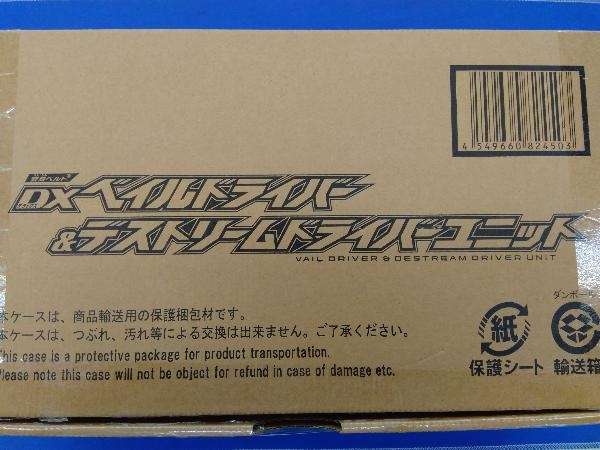 4 549660 824503
変身ベルト
DXベイルドライバー
&デストリームドライバーユニット
VAIL DRIVER & DESTREAM DRIVER UNIT
本ケースは、商品輸送用の保護梱包材です。
本ケースは、つぶれ、汚れ等による交換は出来ません。ご了承ください。
This case is a protective package for product transportation.
Please note this case will not be object for refund in case of damage etc.
紙
保護シート
ダンボール
輸送箱